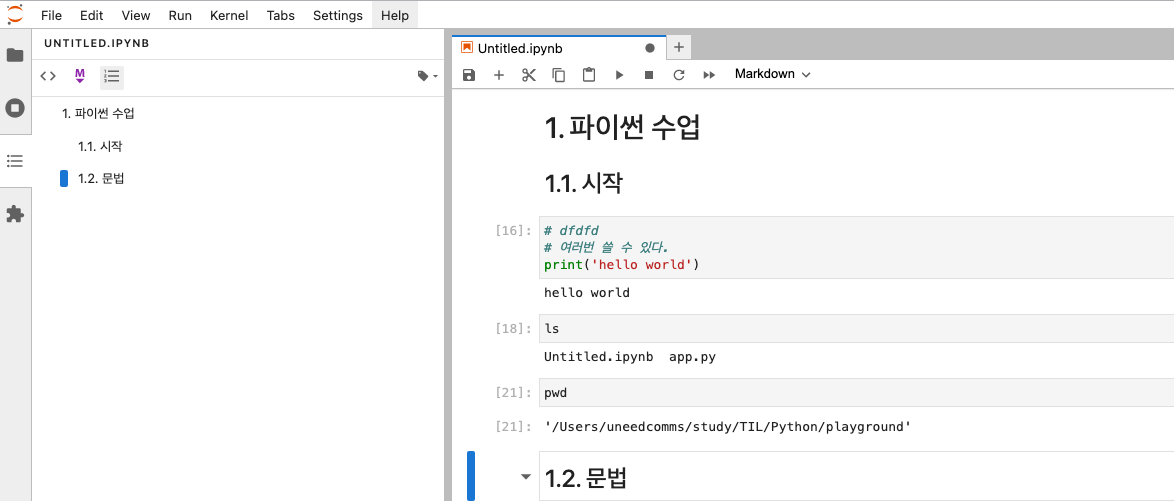 File Edit View Run Kernel Tabs Settings Help
UNTITLED.IPYNB
M
1. 파이썬 수업
1.1. 시작
1.2. 문법
Untitled.ipynb
Markdown
1. 파이썬 수업
1.1. 시작
[16]: # dfdfd
# 여러번 쓸 수 있다.
print('hello world')
hello world
[18]: ls
Untitled.ipynb  app.py
[21]: pwd
[21]: '/Users/uneedcomms/study/TIL/Python/playground'
1.2. 문법